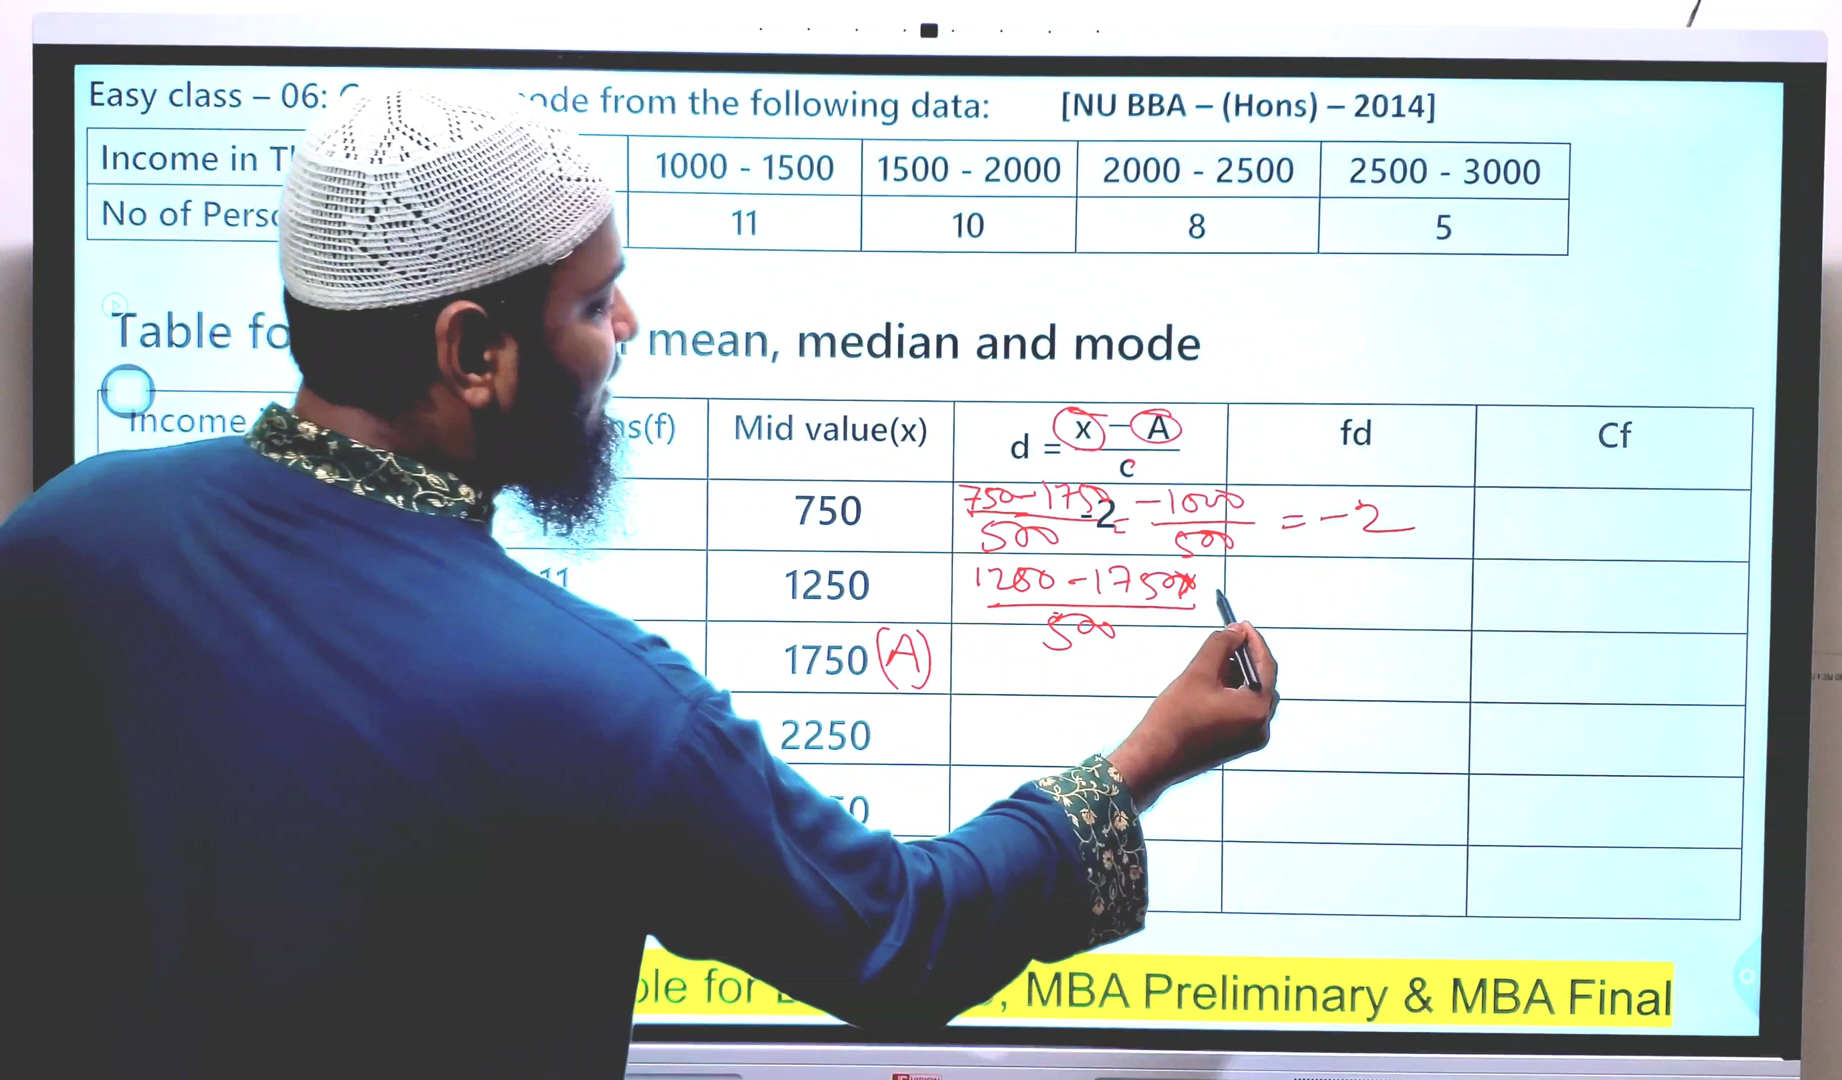 Easy class – 06: ode from the following data: [NU BBA – (Hons) – 2014]
Income in 1000 - 1500 1500 - 2000 2000 - 2500 2500 - 3000
No of 11 10 8 5
Table mean, median and mode
Income (f) Mid value(x) d = x – A / c fd Cf
750 -2 750 – 1750 / 500 = -1000 / 500 = -2
11 1250 1250 - 1750 / 500
1750 (A)
2250
for , MBA Preliminary & MBA Final